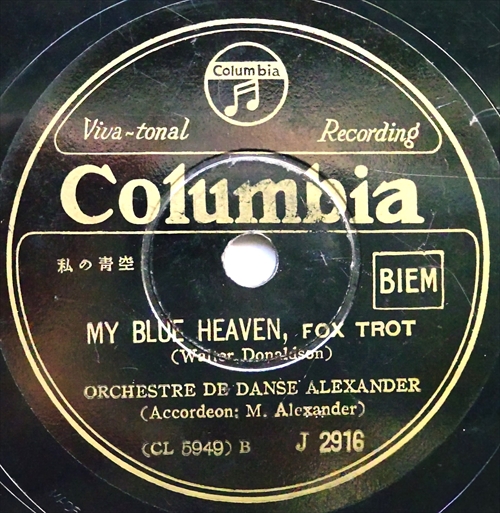 Columbia
Viva-tonal Recording
Columbia
私の青空
BIEM
MY BLUE HEAVEN, FOX TROT
(Walter Donaldson)
ORCHESTRE DE DANSE ALEXANDER
(Accordeon: M. Alexander)
(CL 5949) B J 2916